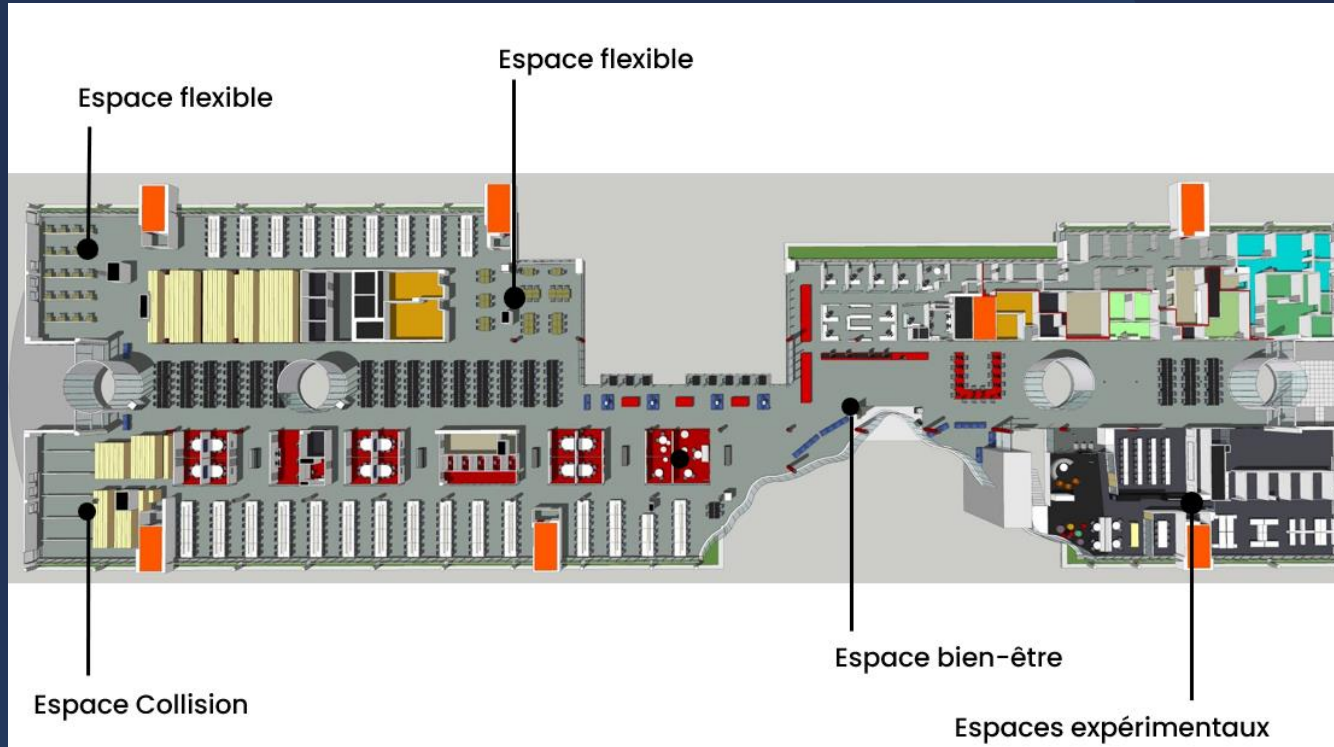 Espace flexible
Espace flexible
Espace bien-être
Espace Collision
Espaces expérimentaux